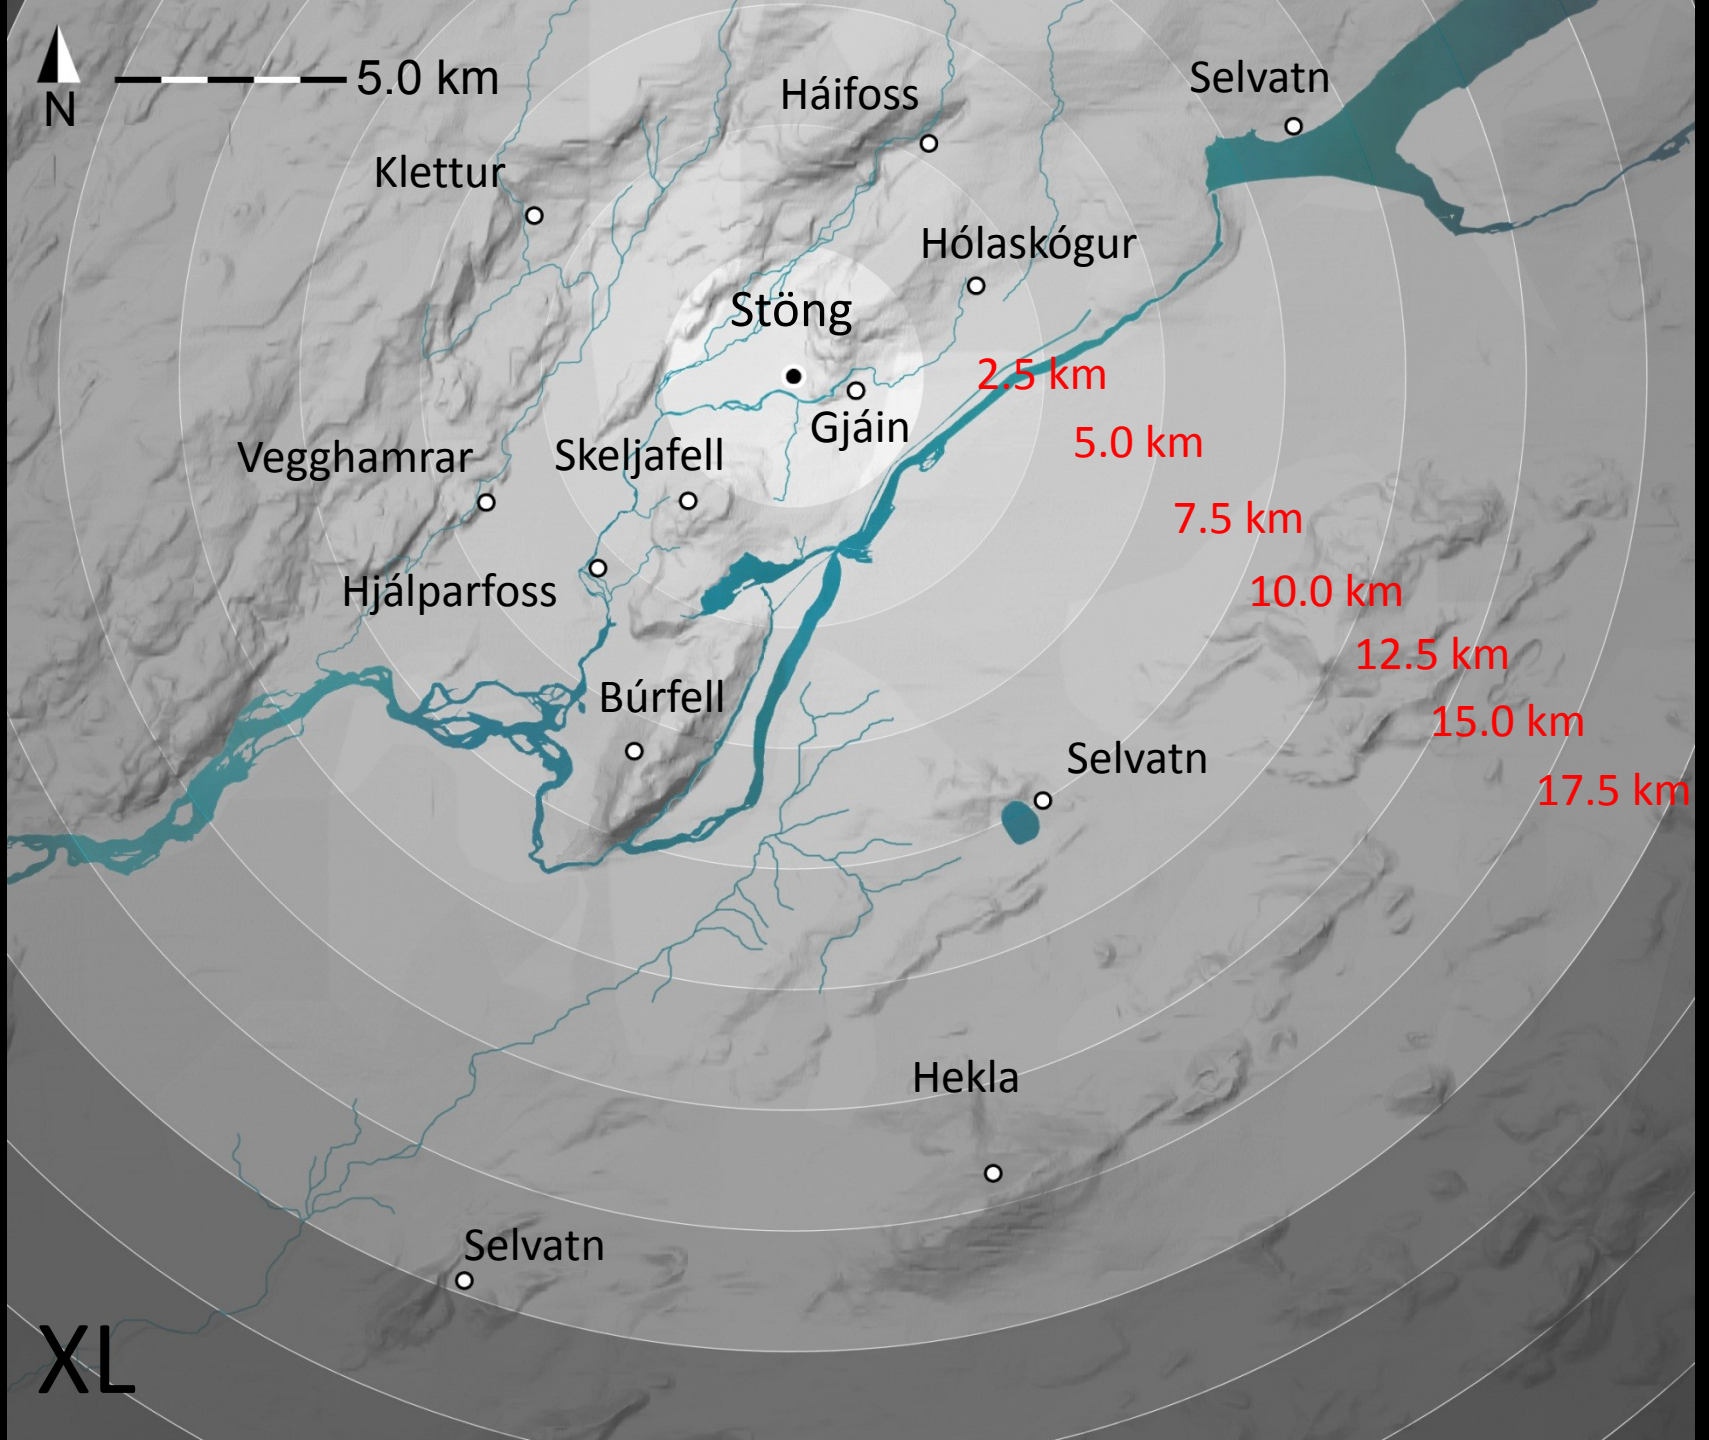 5.0 km
N
Háifoss
Selvatn
Klettur
Hólaskógur
Stöng
2.5 km
Gjáin
5.0 km
Vegghamrar
Skeljafell
7.5 km
Hjálparfoss
10.0 km
12.5 km
Búrfell
15.0 km
Selvatn
17.5 km
Hekla
Selvatn
XL